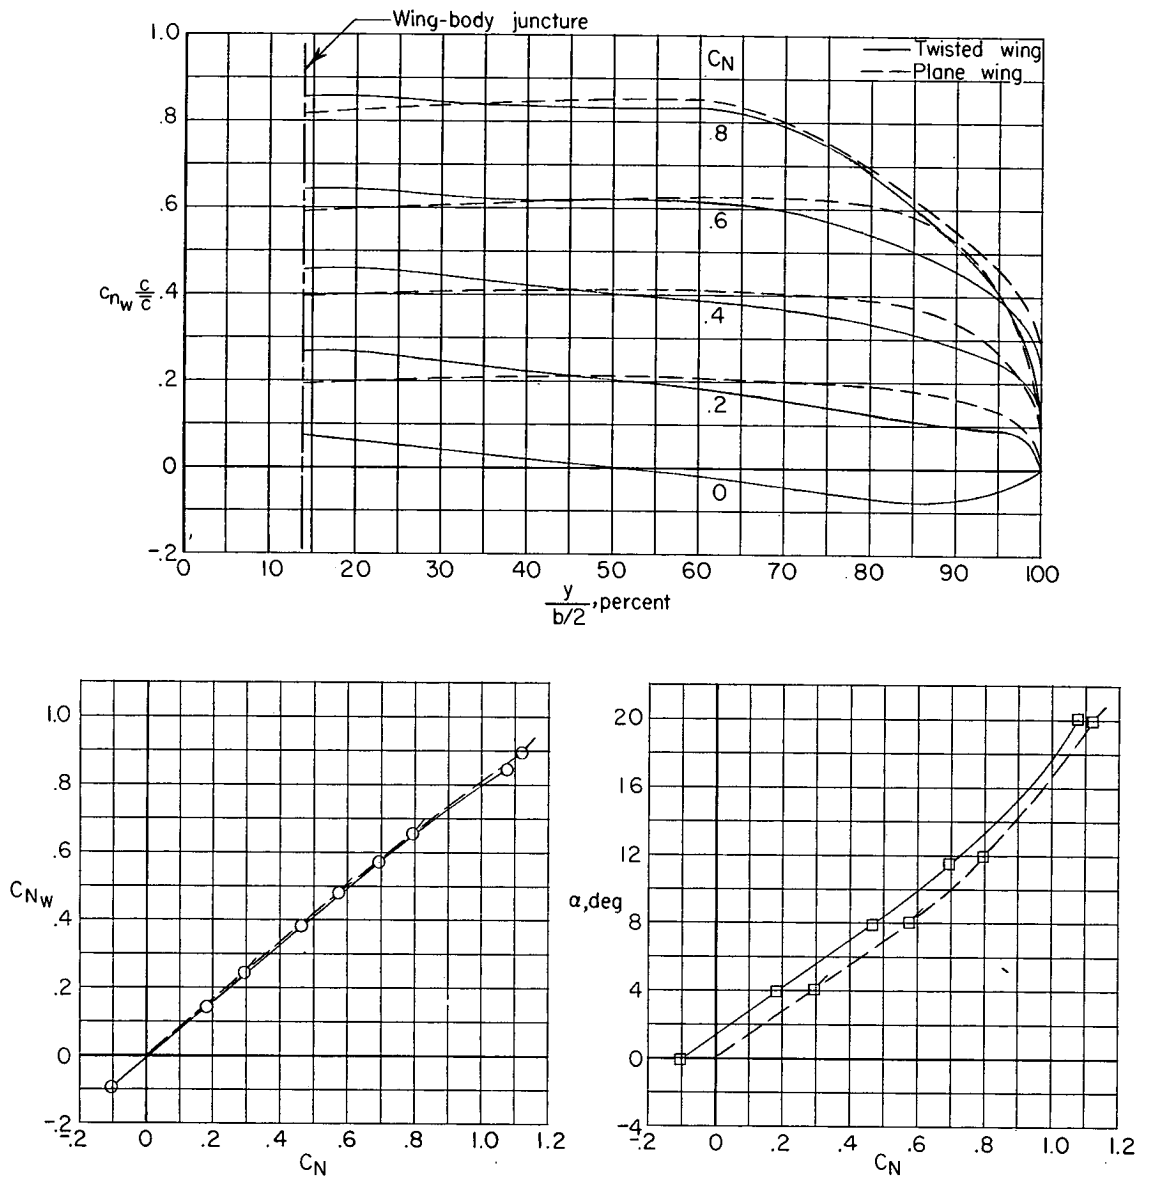 Wing-body juncture
1.0
C_N
Twisted wing
Plane wing
.8
.8
.6
.6
c_{n_w} c/c̄
.4
.4
.2
.2
0
0
-.2
0 10 20 30 40 50 60 70 80 90 100
y/(b/2), percent
1.0
.8
.6
C_{N_W}
.4
.2
0
-.2
-.2 0 .2 .4 .6 .8 1.0 1.2
C_N
20
16
12
α, deg
8
4
0
-4
-.2 0 .2 .4 .6 .8 1.0 1.2
C_N